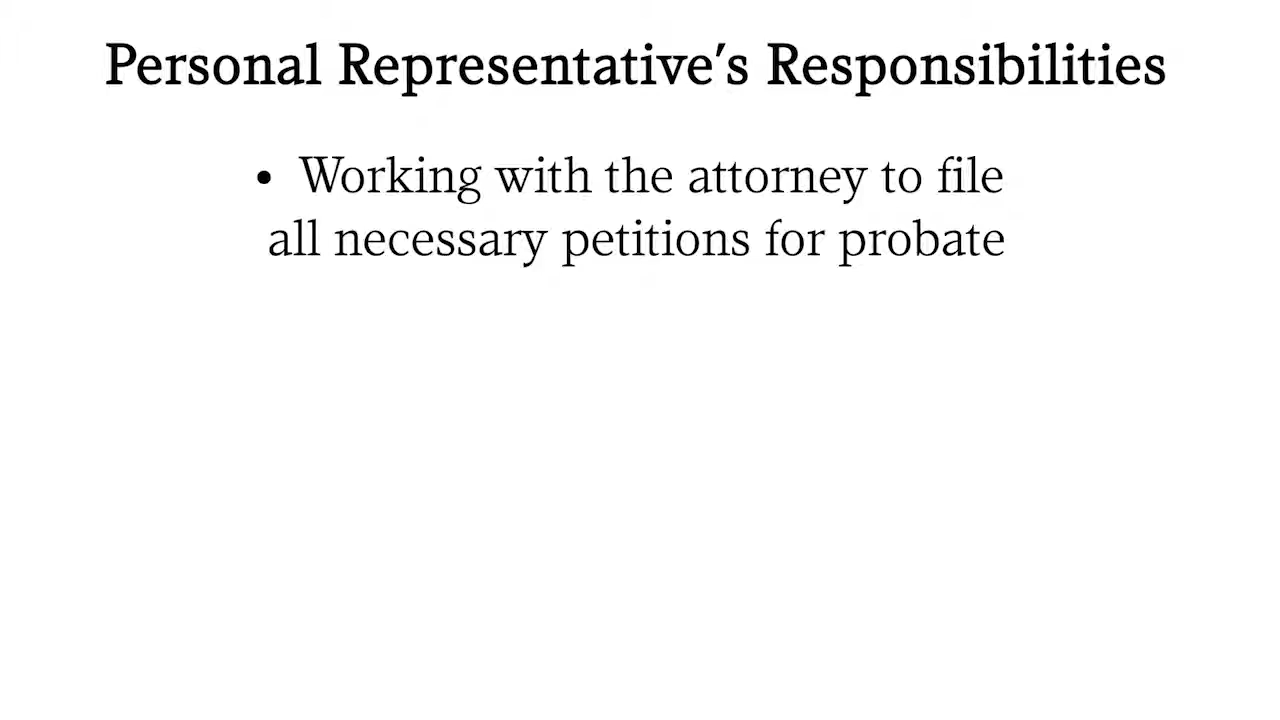 Personal Representative’s Responsibilities
• Working with the attorney to file
all necessary petitions for probate